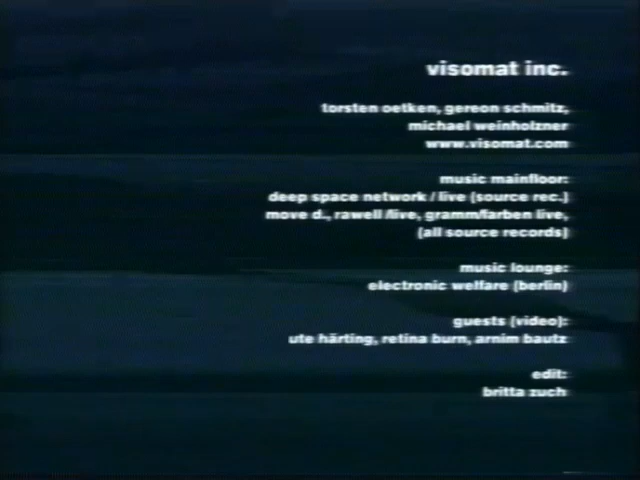 visomat inc.
torsten oetken, gereon schmitz,
michael weinholzner
www.visomat.com
music mainfloor:
deep space network / live (source rec.)
move d., rawell /live, gramm/farben live,
(all source records)
music lounge:
electronic welfare (berlin)
guests (video):
ute härting, retina burn, arnim bautz
edit:
britta zuch